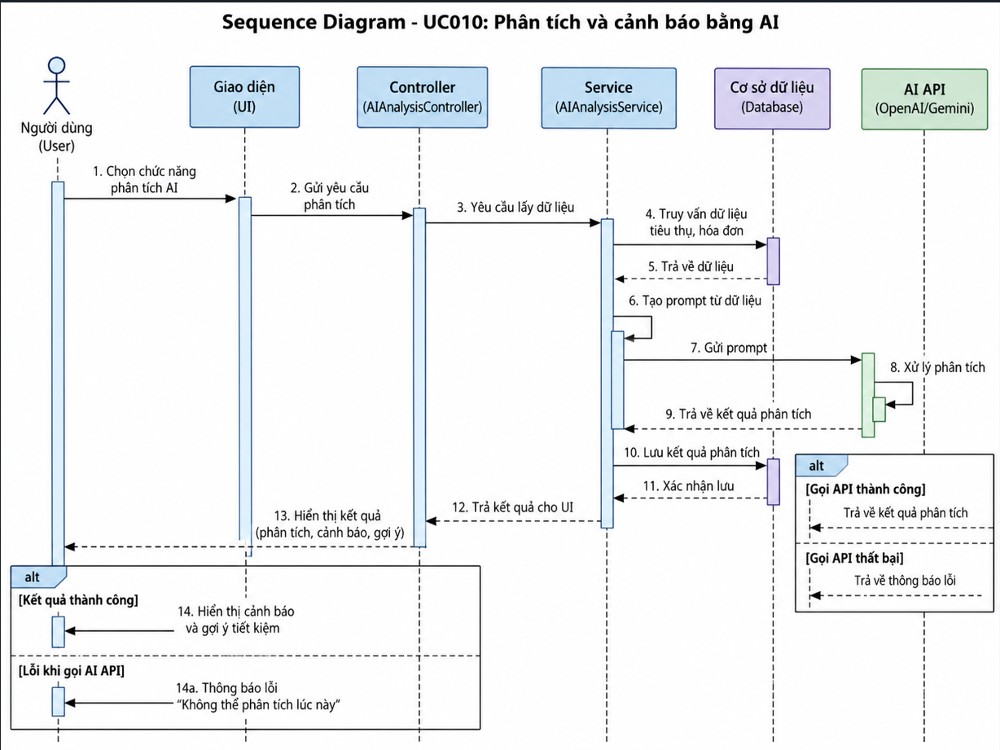 Sequence Diagram - UC010: Phân tích và cảnh báo bằng AI
Người dùng
(User)
Giao diện
(UI)
Controller
(AIAnalysisController)
Service
(AIAnalysisService)
Cơ sở dữ liệu
(Database)
AI API
(OpenAI/Gemini)
1. Chọn chức năng
phân tích AI
2. Gửi yêu cầu
phân tích
3. Yêu cầu lấy dữ liệu
4. Truy vấn dữ liệu
tiêu thụ, hóa đơn
5. Trả về dữ liệu
6. Tạo prompt từ dữ liệu
7. Gửi prompt
8. Xử lý phân tích
9. Trả về kết quả phân tích
10. Lưu kết quả phân tích
11. Xác nhận lưu
12. Trả kết quả cho UI
13. Hiển thị kết quả
(phân tích, cảnh báo, gợi ý)
alt
[Gọi API thành công]
Trả về kết quả phân tích
[Gọi API thất bại]
Trả về thông báo lỗi
alt
[Kết quả thành công]
14. Hiển thị cảnh báo
và gợi ý tiết kiệm
[Lỗi khi gọi AI API]
14a. Thông báo lỗi
“Không thể phân tích lúc này”